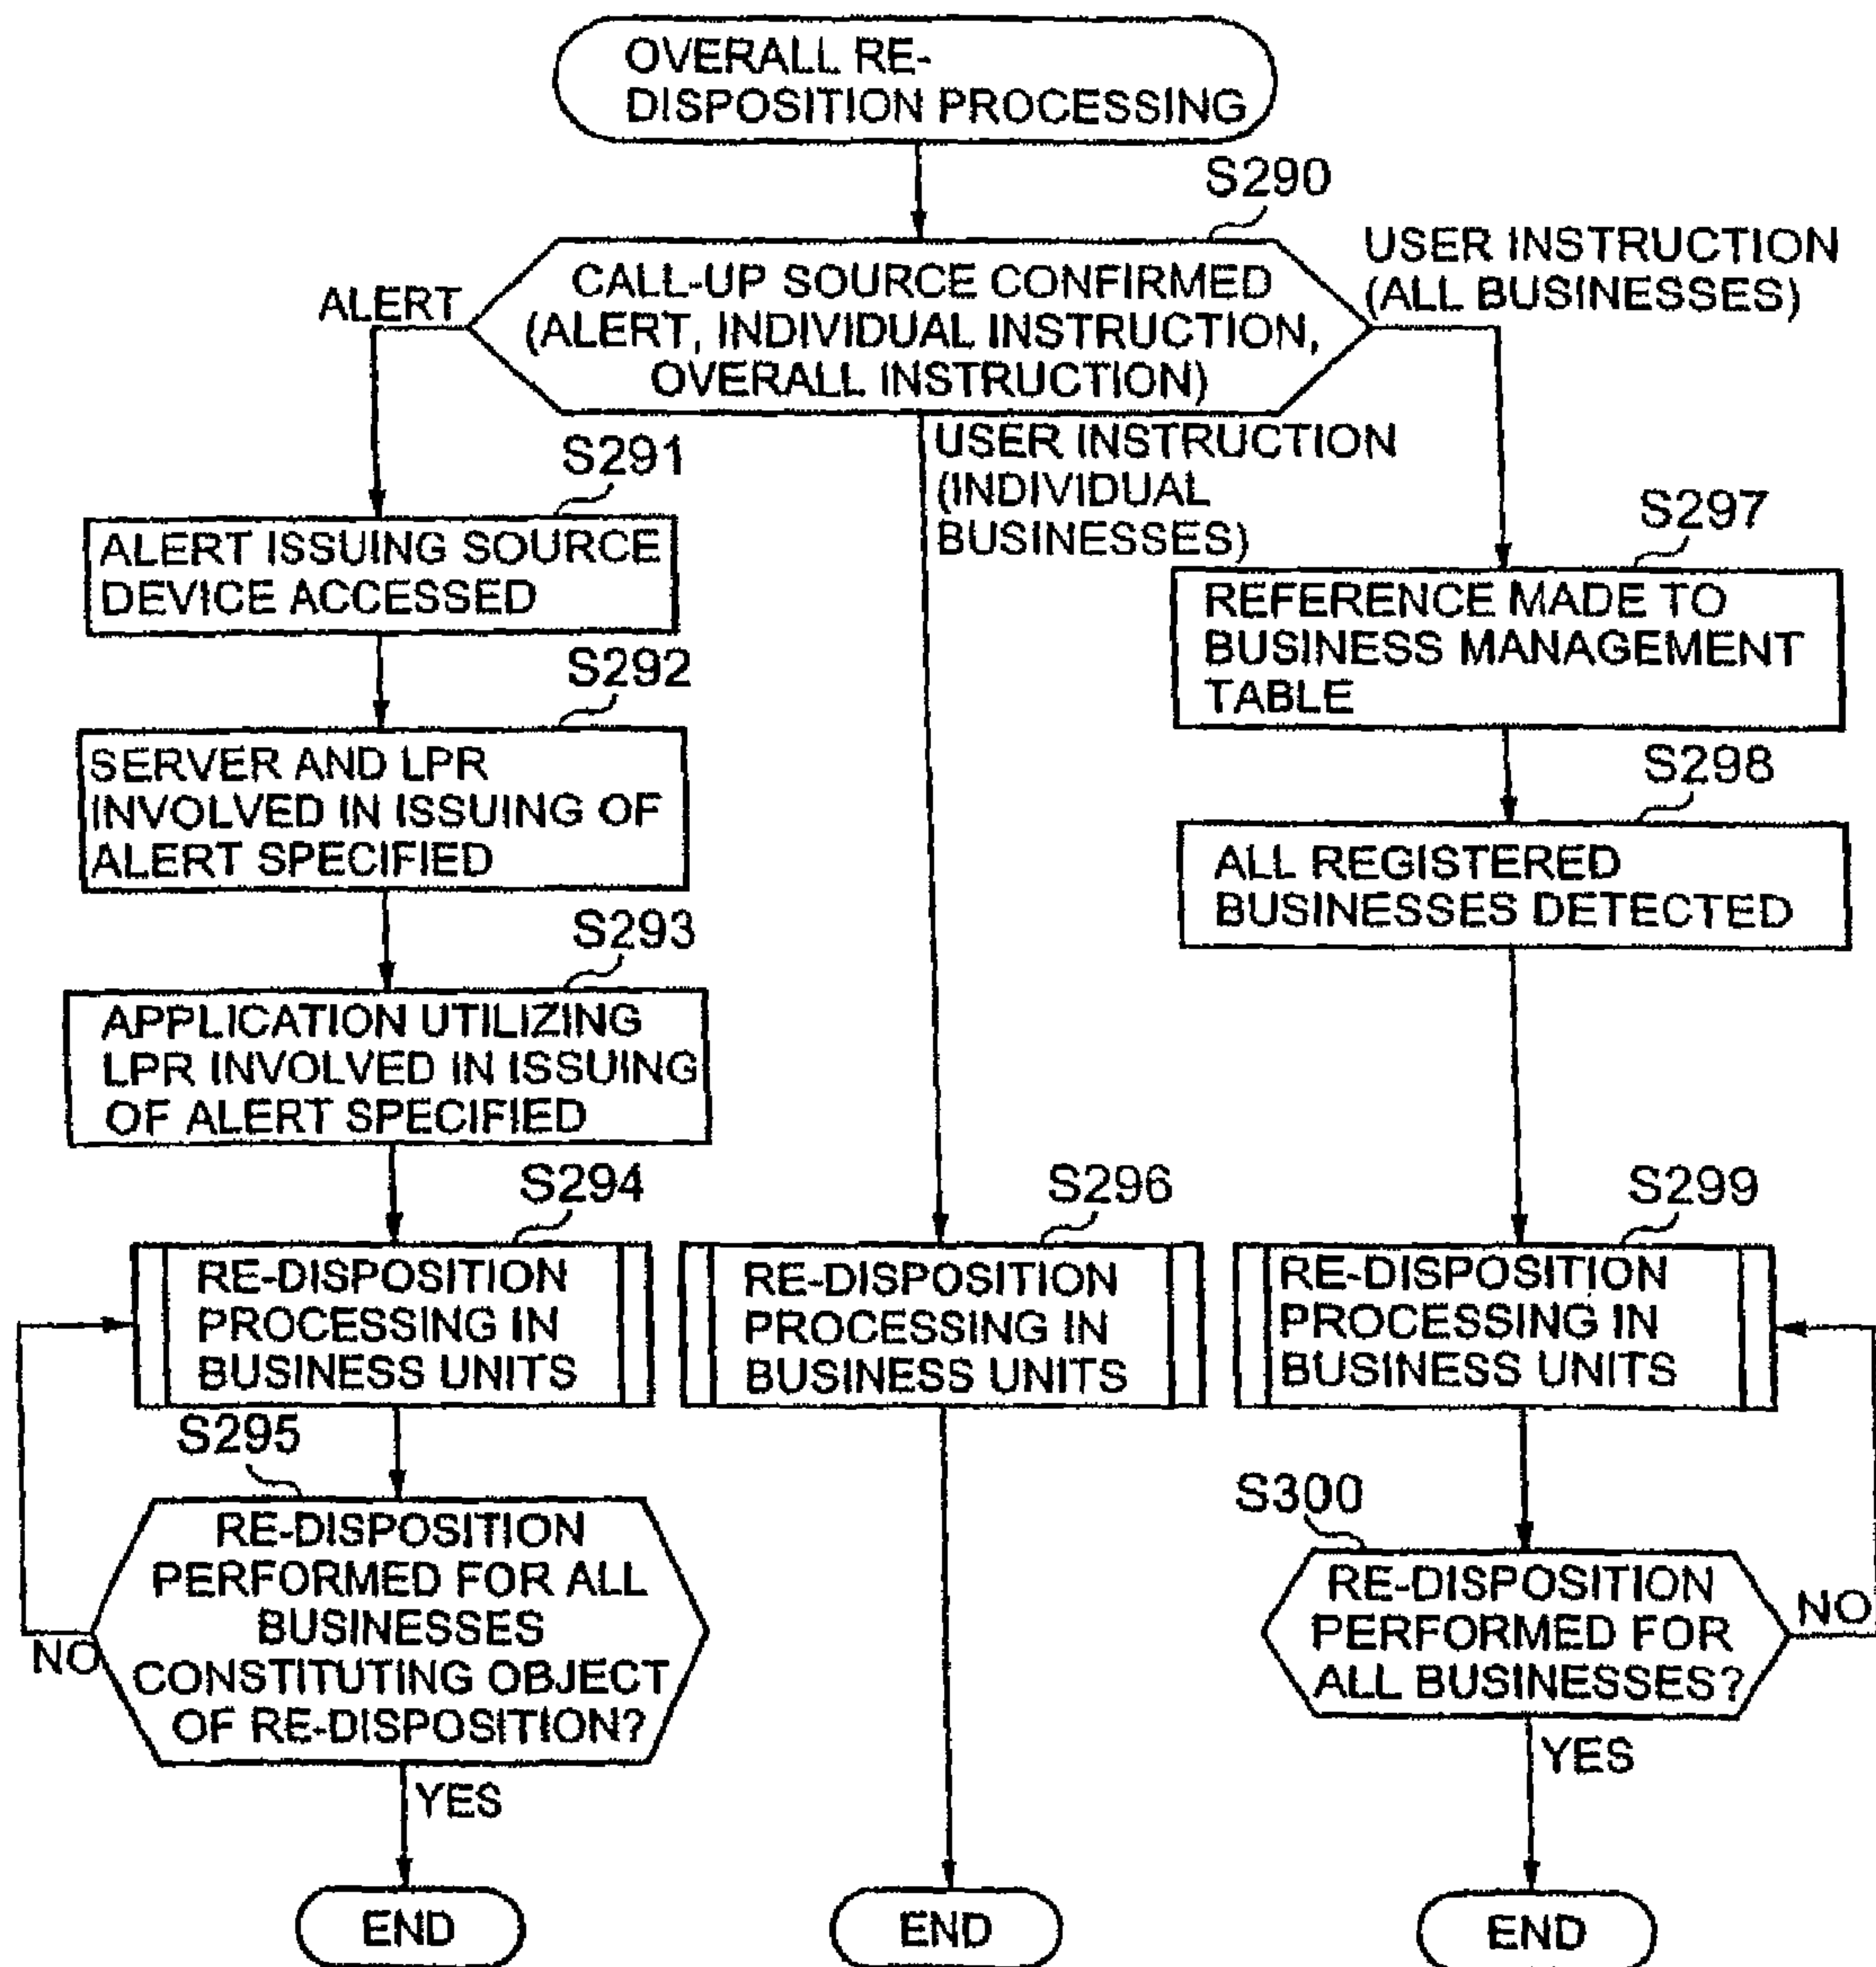 OVERALL RE-
DISPOSITION PROCESSING
S290
CALL-UP SOURCE CONFIRMED
(ALERT, INDIVIDUAL INSTRUCTION,
OVERALL INSTRUCTION)
ALERT
USER INSTRUCTION
(ALL BUSINESSES)
USER INSTRUCTION
(INDIVIDUAL
BUSINESSES)
S291
ALERT ISSUING SOURCE
DEVICE ACCESSED
S292
SERVER AND LPR
INVOLVED IN ISSUING OF
ALERT SPECIFIED
S293
APPLICATION UTILIZING
LPR INVOLVED IN ISSUING
OF ALERT SPECIFIED
S294
RE-DISPOSITION
PROCESSING IN
BUSINESS UNITS
S295
RE-DISPOSITION
PERFORMED FOR ALL
BUSINESSES
CONSTITUTING OBJECT
OF RE-DISPOSITION?
NO
YES
END
S296
RE-DISPOSITION
PROCESSING IN
BUSINESS UNITS
END
S297
REFERENCE MADE TO
BUSINESS MANAGEMENT
TABLE
S298
ALL REGISTERED
BUSINESSES DETECTED
S299
RE-DISPOSITION
PROCESSING IN
BUSINESS UNITS
S300
RE-DISPOSITION
PERFORMED FOR
ALL BUSINESSES?
NO
YES
END